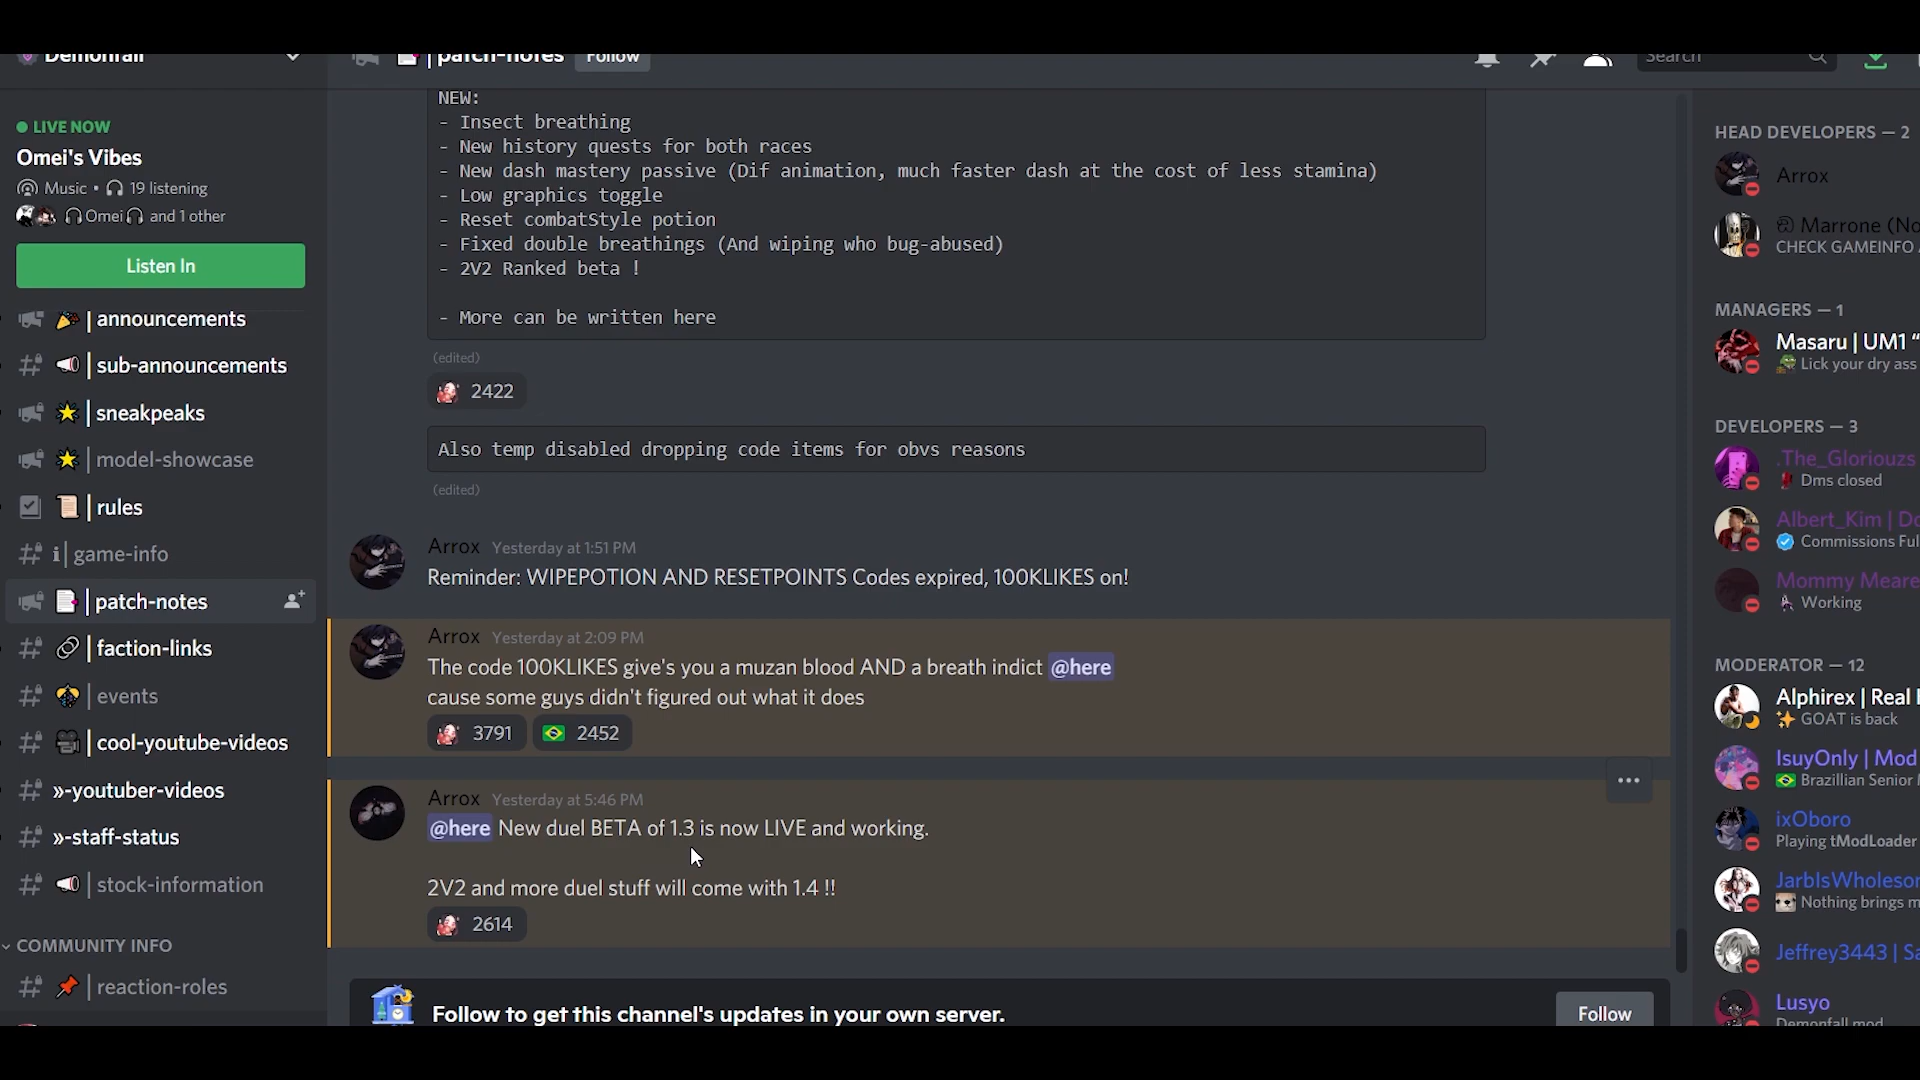 Demonfall
LIVE NOW
Omei's Vibes
Music • 19 listening
Omei and 1 other
Listen In
| announcements
| sub-announcements
| sneakpeaks
| model-showcase
| rules
i | game-info
| patch-notes
| faction-links
| events
| cool-youtube-videos
»-youtuber-videos
»-staff-status
| stock-information
COMMUNITY INFO
| reaction-roles
| patch-notes
Follow
Search
NEW:
- Insect breathing
- New history quests for both races
- New dash mastery passive (Dif animation, much faster dash at the cost of less stamina)
- Low graphics toggle
- Reset combatStyle potion
- Fixed double breathings (And wiping who bug-abused)
- 2V2 Ranked beta !
- More can be written here
(edited)
2422
Also temp disabled dropping code items for obvs reasons
(edited)
Arrox Yesterday at 1:51 PM
Reminder: WIPEPOTION AND RESETPOINTS Codes expired, 100KLIKES on!
Arrox Yesterday at 2:09 PM
The code 100KLIKES give's you a muzan blood AND a breath indict @here
cause some guys didn't figured out what it does
3791 2452
Arrox Yesterday at 5:46 PM
@here New duel BETA of 1.3 is now LIVE and working.
2V2 and more duel stuff will come with 1.4 !!
2614
Follow to get this channel's updates in your own server.
Follow
HEAD DEVELOPERS — 2
Arrox
Marrone (No
CHECK GAMEINFO
MANAGERS — 1
Masaru | UM1 “
Lick your dry ass
DEVELOPERS — 3
.The_Gloriouzs
Dms closed
Albert_Kim | Do
Commissions Ful
Mommy Meare
Working
MODERATOR — 12
Alphirex | Real
GOAT is back
IsuyOnly | Mod
Brazillian Senior
ixOboro
Playing tModLoader
JarblsWholesor
Nothing brings m
Jeffrey3443 | Sa
Lusyo
Demonfall mod